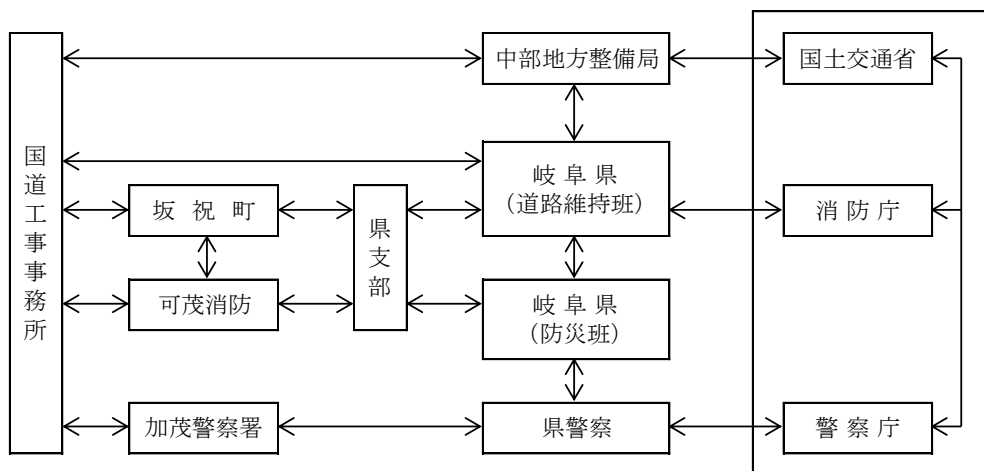 国道工事事務所
中部地方整備局
国土交通省
岐阜県
（道路維持班）
坂祝町
県支部
消防庁
可茂消防
岐阜県
（防災班）
加茂警察署
県警察
警察庁